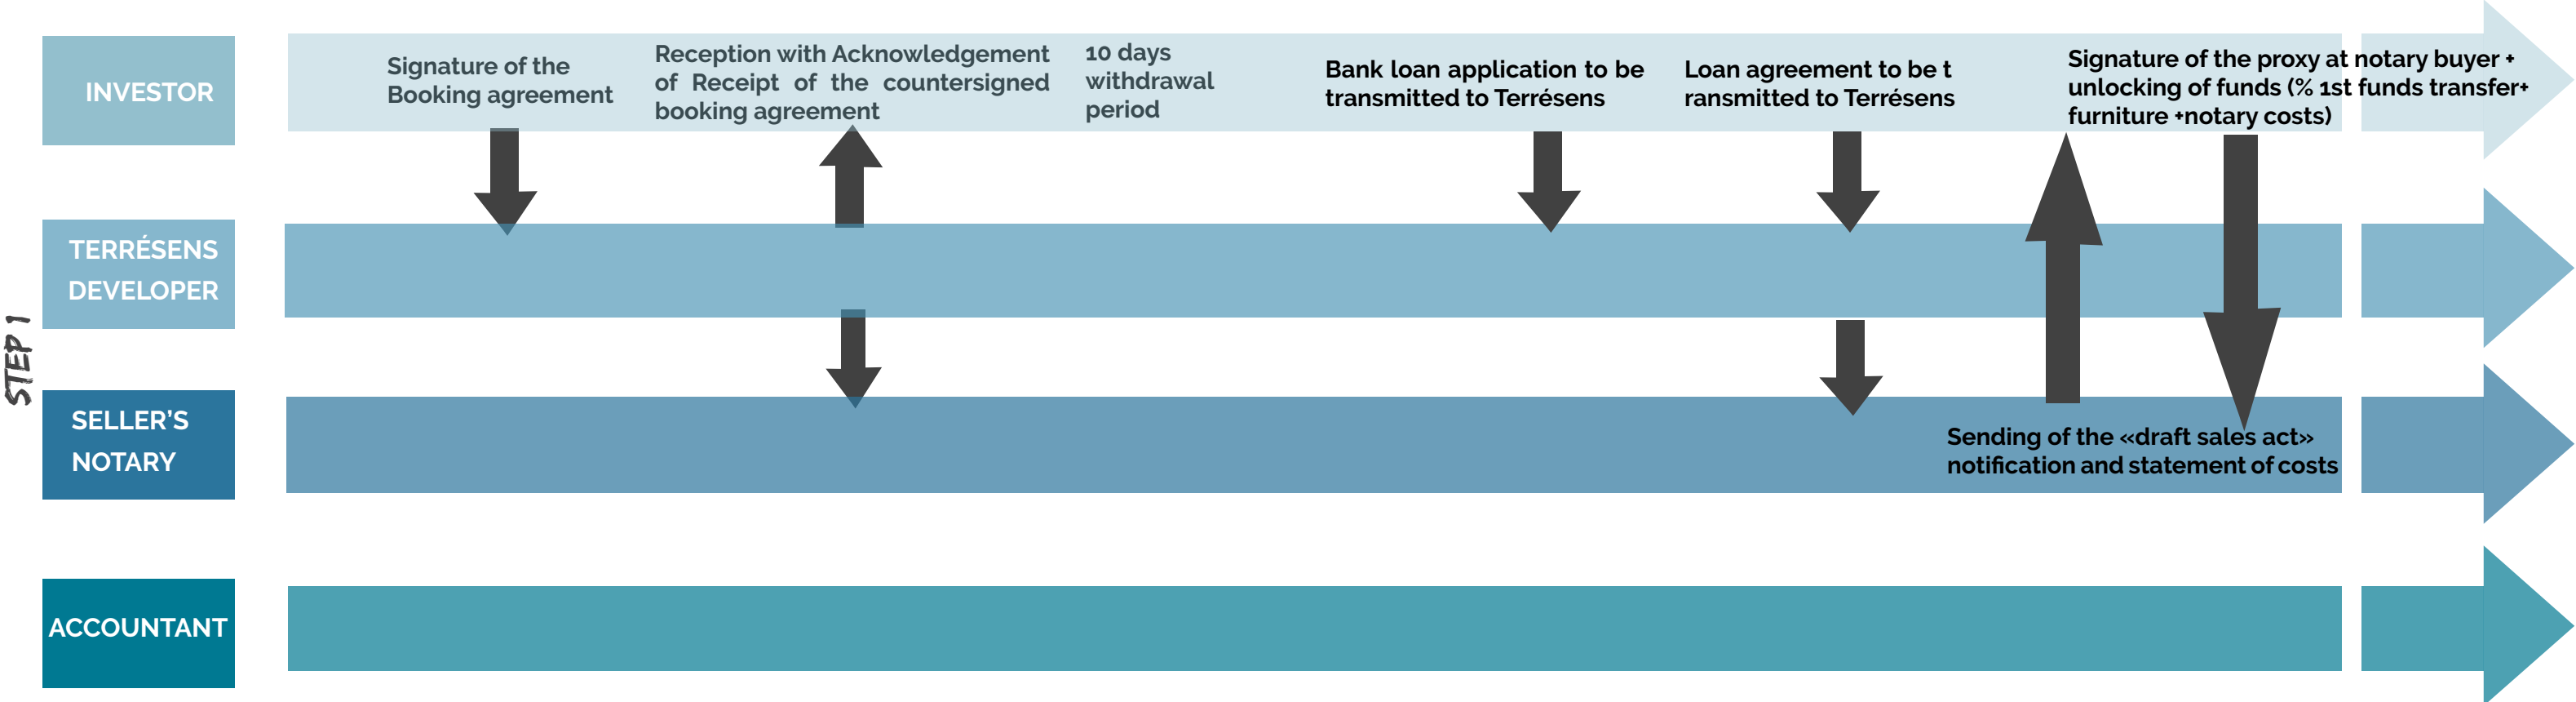 STEP 1
INVESTOR
Signature of the
Booking agreement
Reception with Acknowledgement
of Receipt of the countersigned
booking agreement
10 days
withdrawal
period
Bank loan application to be
transmitted to Terrésens
Loan agreement to be t
ransmitted to Terrésens
Signature of the proxy at notary buyer +
unlocking of funds (% 1st funds transfer+
furniture +notary costs)
TERRÉSENS
DEVELOPER
SELLER’S
NOTARY
Sending of the «draft sales act»
notification and statement of costs
ACCOUNTANT